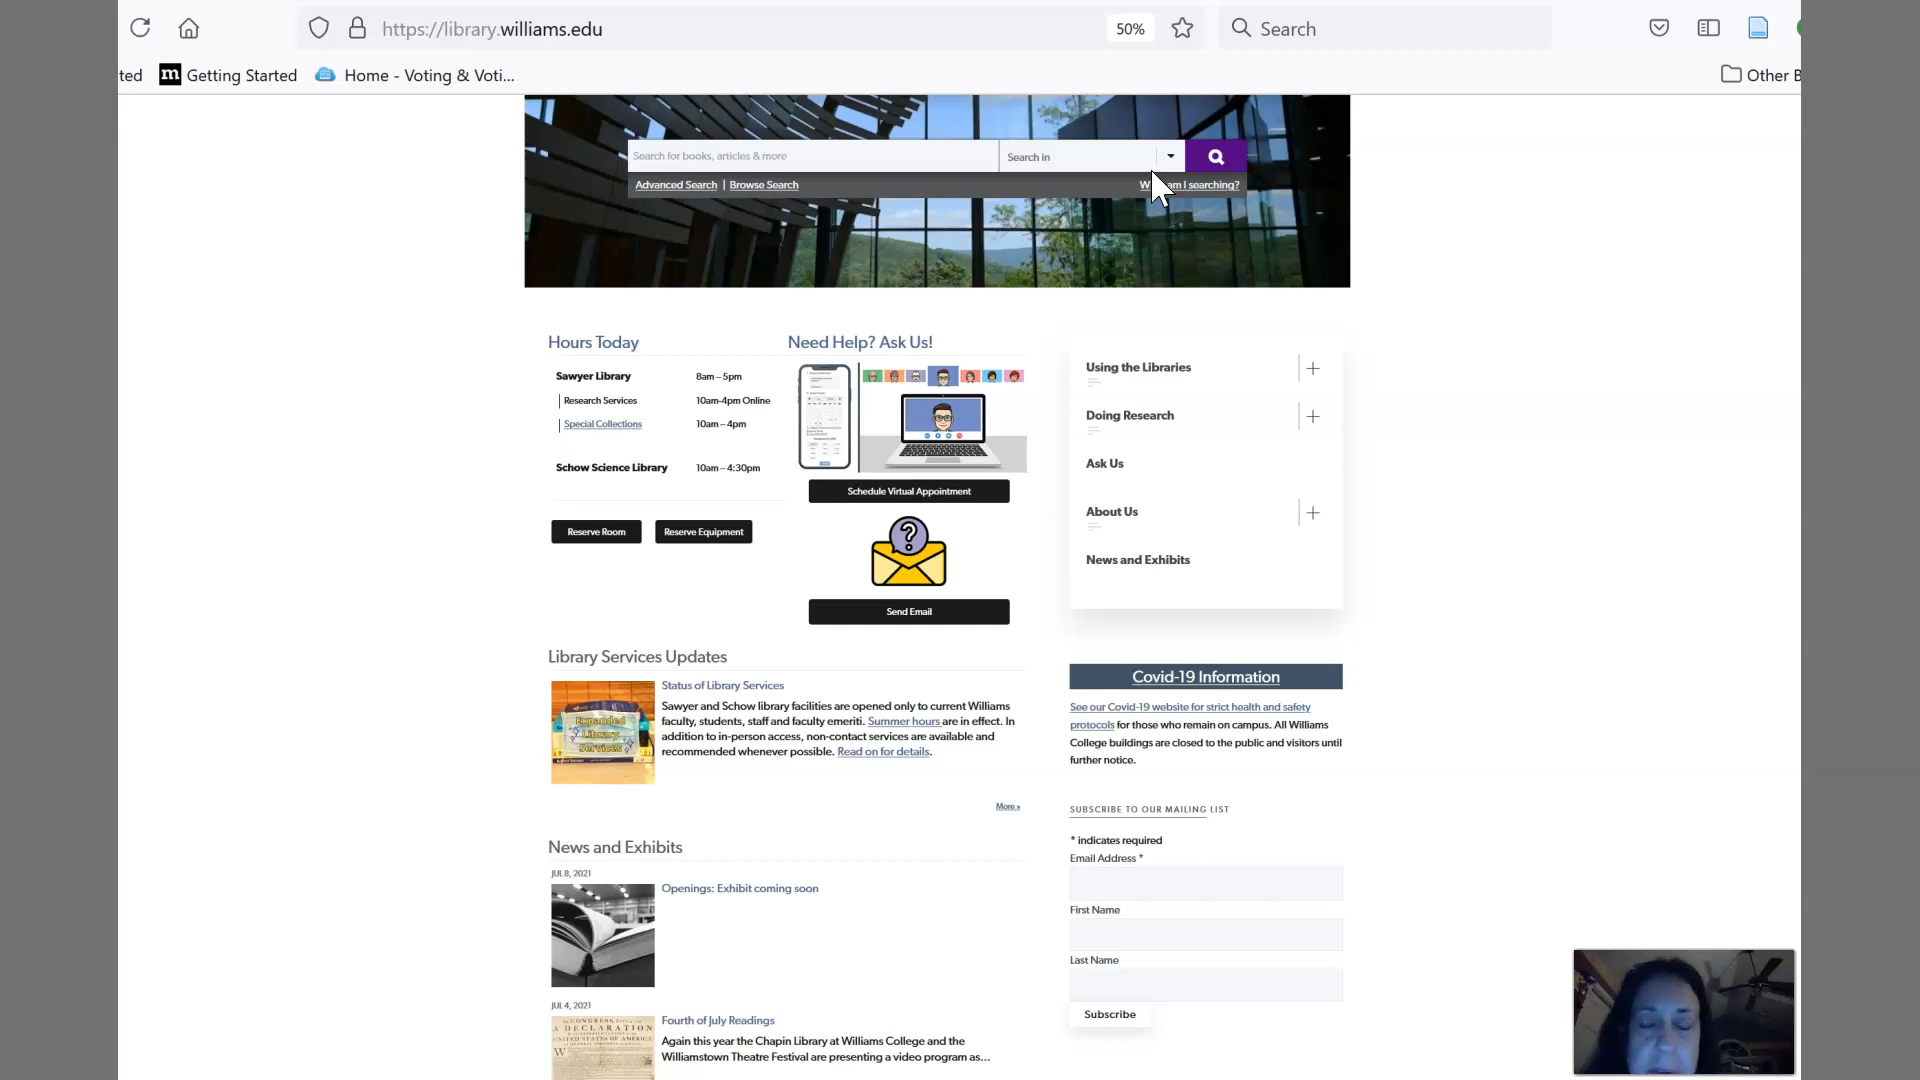 https://library.williams.edu
50%
Search
ted
m
Getting Started
Home - Voting & Voti...
Other B
Search for books, articles & more
Search in
Advanced Search | Browse Search
am I searching?
Hours Today
Sawyer Library 8am – 5pm
Research Services 10am-4pm Online
Special Collections 10am – 4pm
Schow Science Library 10am – 4:30pm
Reserve Room
Reserve Equipment
Need Help? Ask Us!
Schedule Virtual Appointment
?
Send Email
Using the Libraries
Doing Research
Ask Us
About Us
News and Exhibits
Library Services Updates
Expanded
Library
Services
Status of Library Services
Sawyer and Schow library facilities are opened only to current Williams
faculty, students, staff and faculty emeriti. Summer hours are in effect. In
addition to in-person access, non-contact services are available and
recommended whenever possible. Read on for details.
More »
Covid-19 Information
See our Covid-19 website for strict health and safety
protocols for those who remain on campus. All Williams
College buildings are closed to the public and visitors until
further notice.
SUBSCRIBE TO OUR MAILING LIST
* indicates required
Email Address *
First Name
Last Name
Subscribe
News and Exhibits
JUL 8, 2021
Openings: Exhibit coming soon
JUL 4, 2021
IN CONGRESS
A DECLARATION
UNITED STATES OF AMERICA
Fourth of July Readings
Again this year the Chapin Library at Williams College and the
Williamstown Theatre Festival are presenting a video program as...